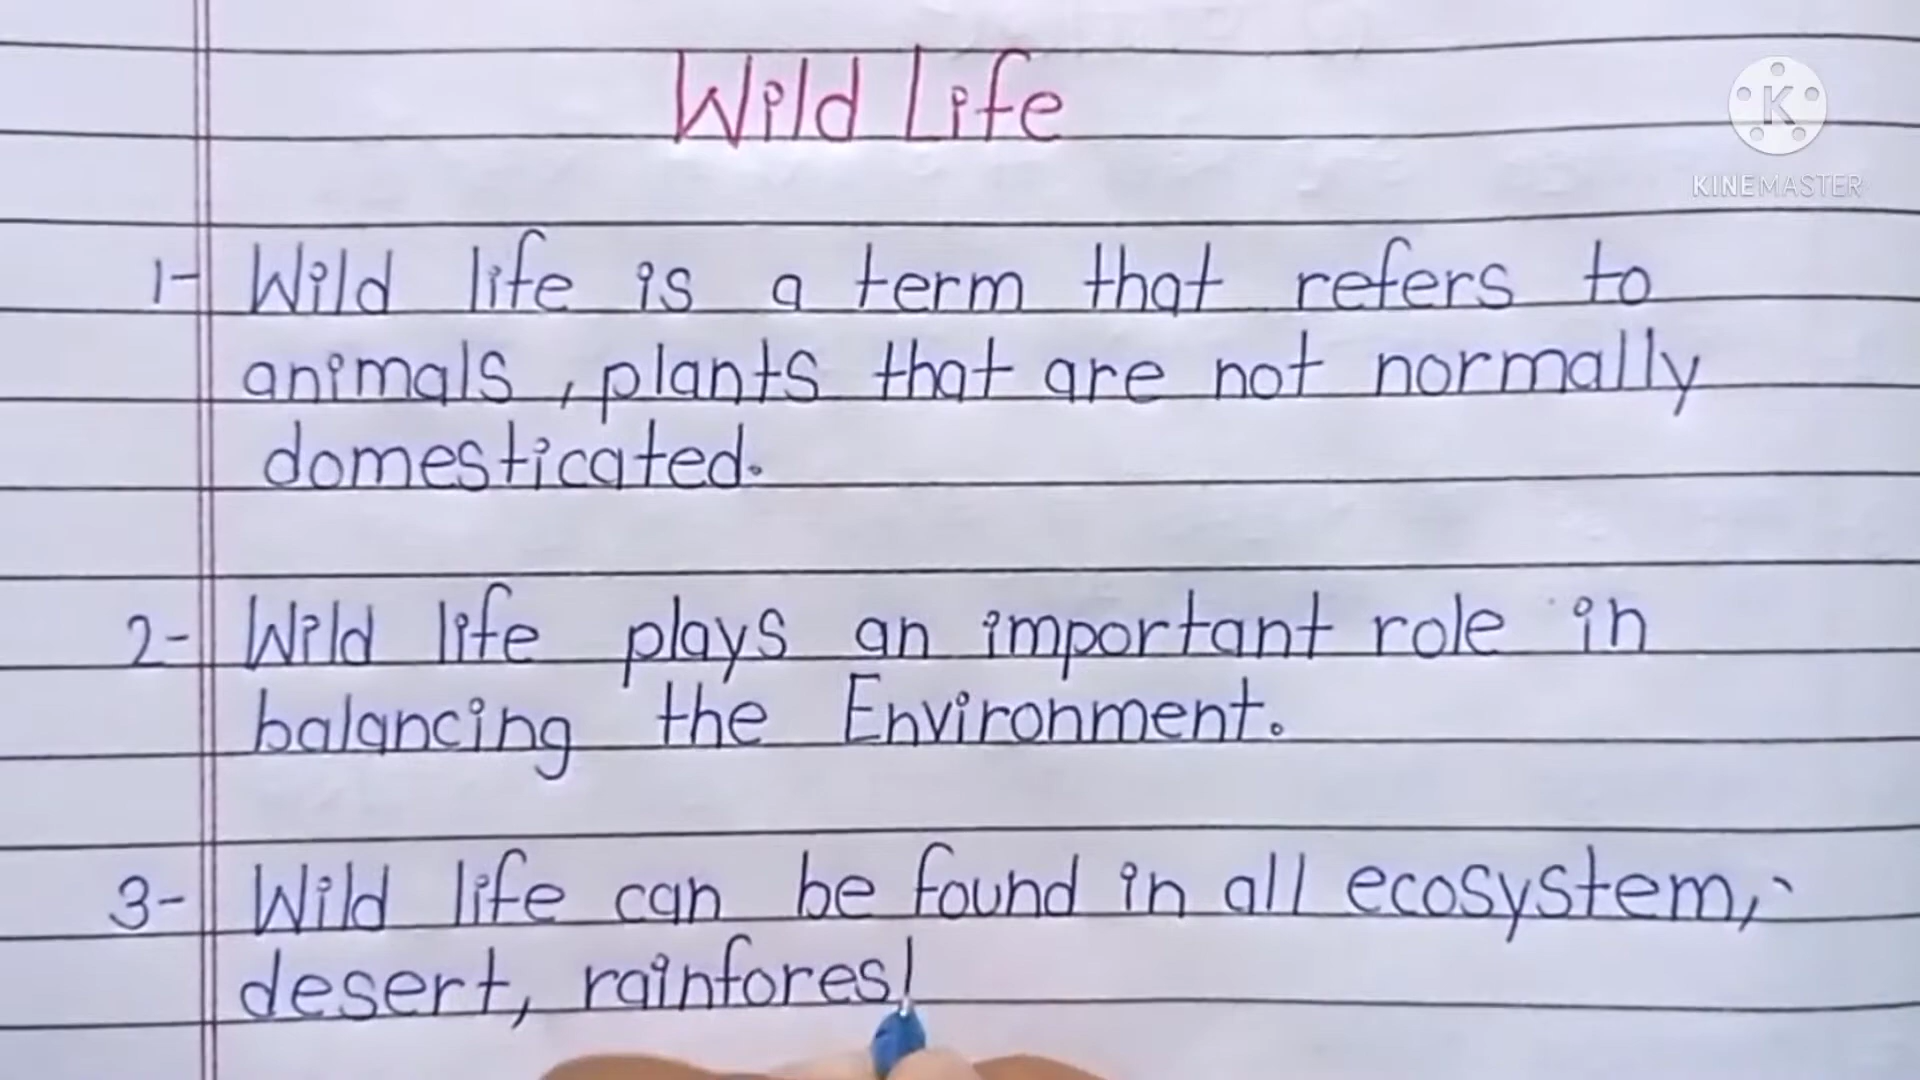 Wild Life
KINEMASTER
1- Wild life is a term that refers to
animals, plants that are not normally
domesticated.
2- Wild life plays an important role in
balancing the Environment.
3- Wild life can be found in all ecosystem,
desert, rainfores